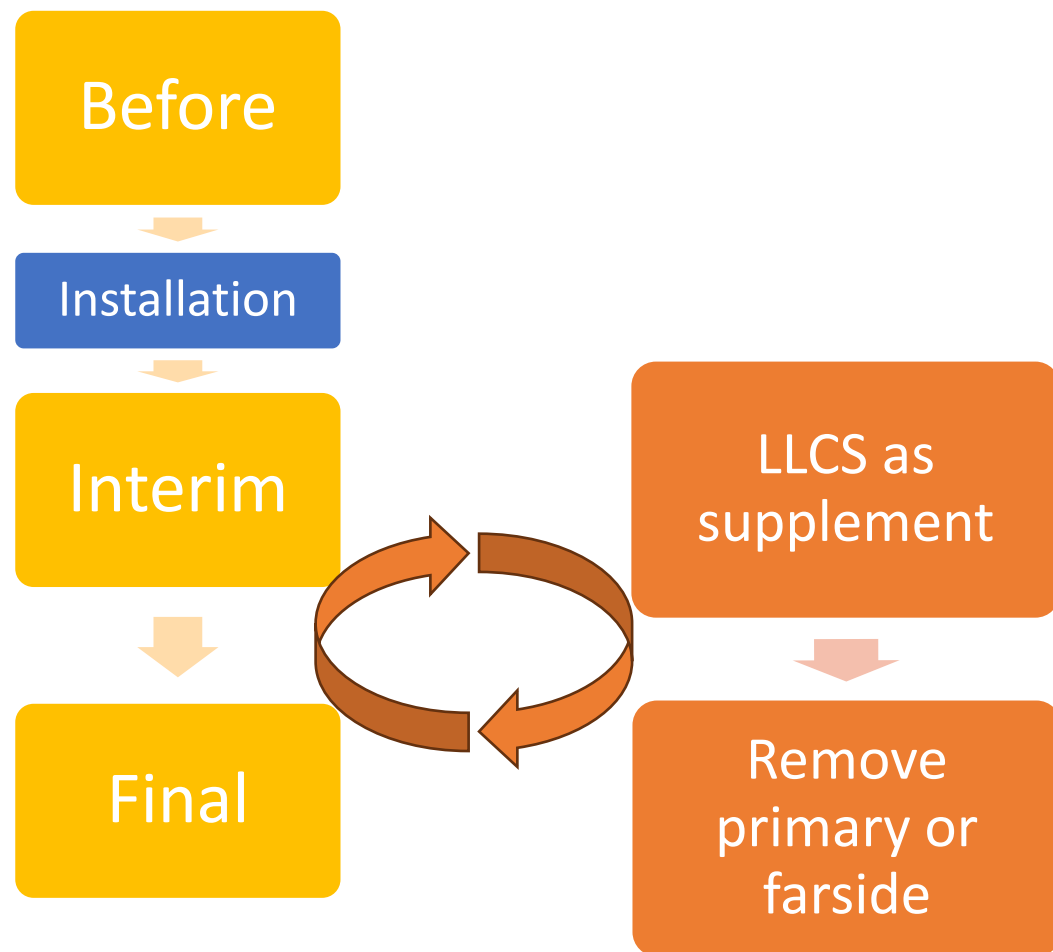 Before
Installation
Interim
Final
LLCS as
supplement
Remove
primary or
farside